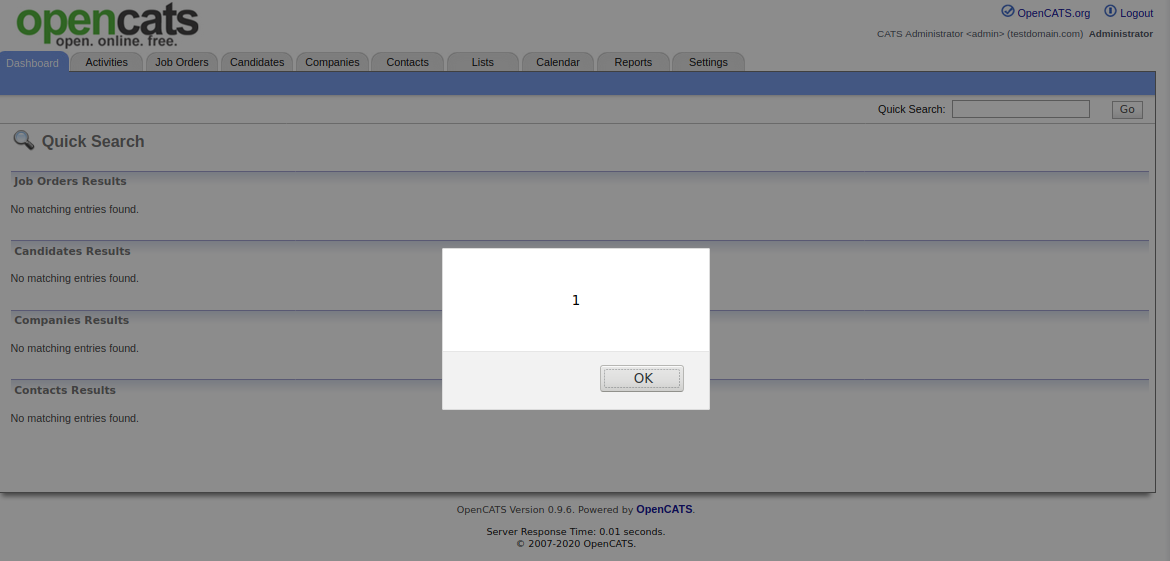 opencats
open. online. free.
OpenCATS.org Logout
CATS Administrator <admin> (testdomain.com) Administrator
Dashboard Activities Job Orders Candidates Companies Contacts Lists Calendar Reports Settings
Quick Search: Go
Quick Search
Job Orders Results
No matching entries found.
Candidates Results
No matching entries found.
1
Companies Results
No matching entries found.
OK
Contacts Results
No matching entries found.
OpenCATS Version 0.9.6. Powered by OpenCATS.
Server Response Time: 0.01 seconds.
© 2007-2020 OpenCATS.